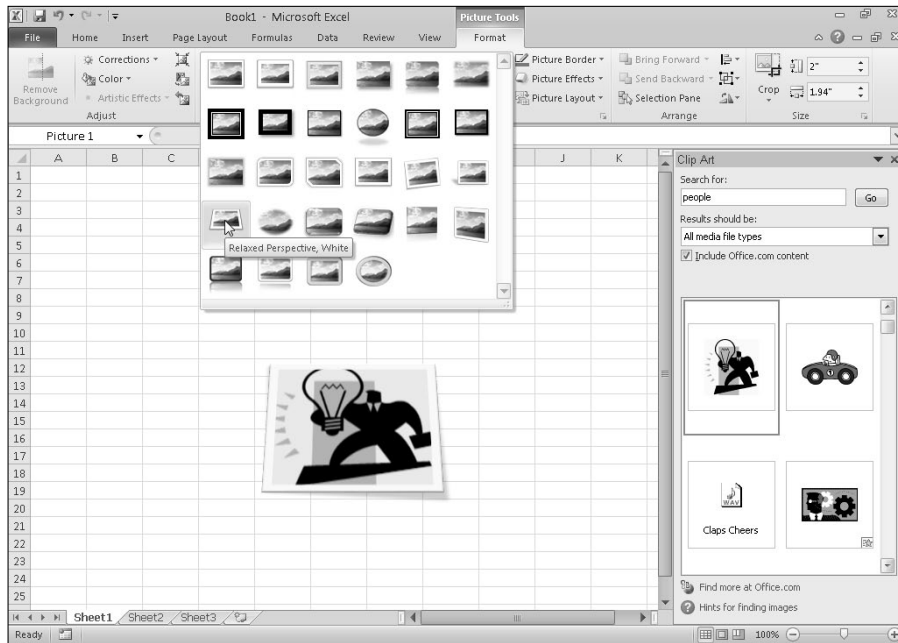 Book1 - Microsoft Excel
Picture Tools
File Home Insert Page Layout Formulas Data Review View Format
Remove Background
Corrections
Color
Artistic Effects
Adjust
Picture Border
Picture Effects
Picture Layout
Bring Forward
Send Backward
Selection Pane
Arrange
Crop
2"
1.94"
Size
Picture 1
A B C J K
1
2
3
4
5
6
7
8
9
10
11
12
13
14
15
16
17
18
19
20
21
22
23
24
25
Relaxed Perspective, White
Clip Art
Search for:
people Go
Results should be:
All media file types
Include Office.com content
WAV
Claps Cheers
Find more at Office.com
Hints for finding images
Sheet1 Sheet2 Sheet3
Ready 100%